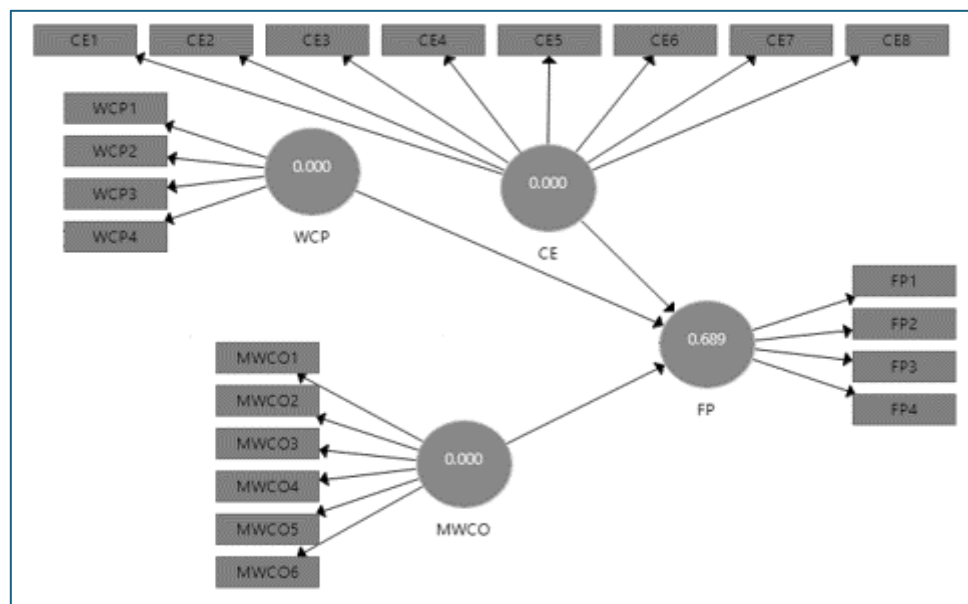 CE1 CE2 CE3 CE4 CE5 CE6 CE7 CE8
WCP1
WCP2
WCP3
WCP4
0.000
WCP
0.000
CE
MWCO1
MWCO2
MWCO3
MWCO4
MWCO5
MWCO6
0.000
MWCO
0.689
FP
FP1
FP2
FP3
FP4